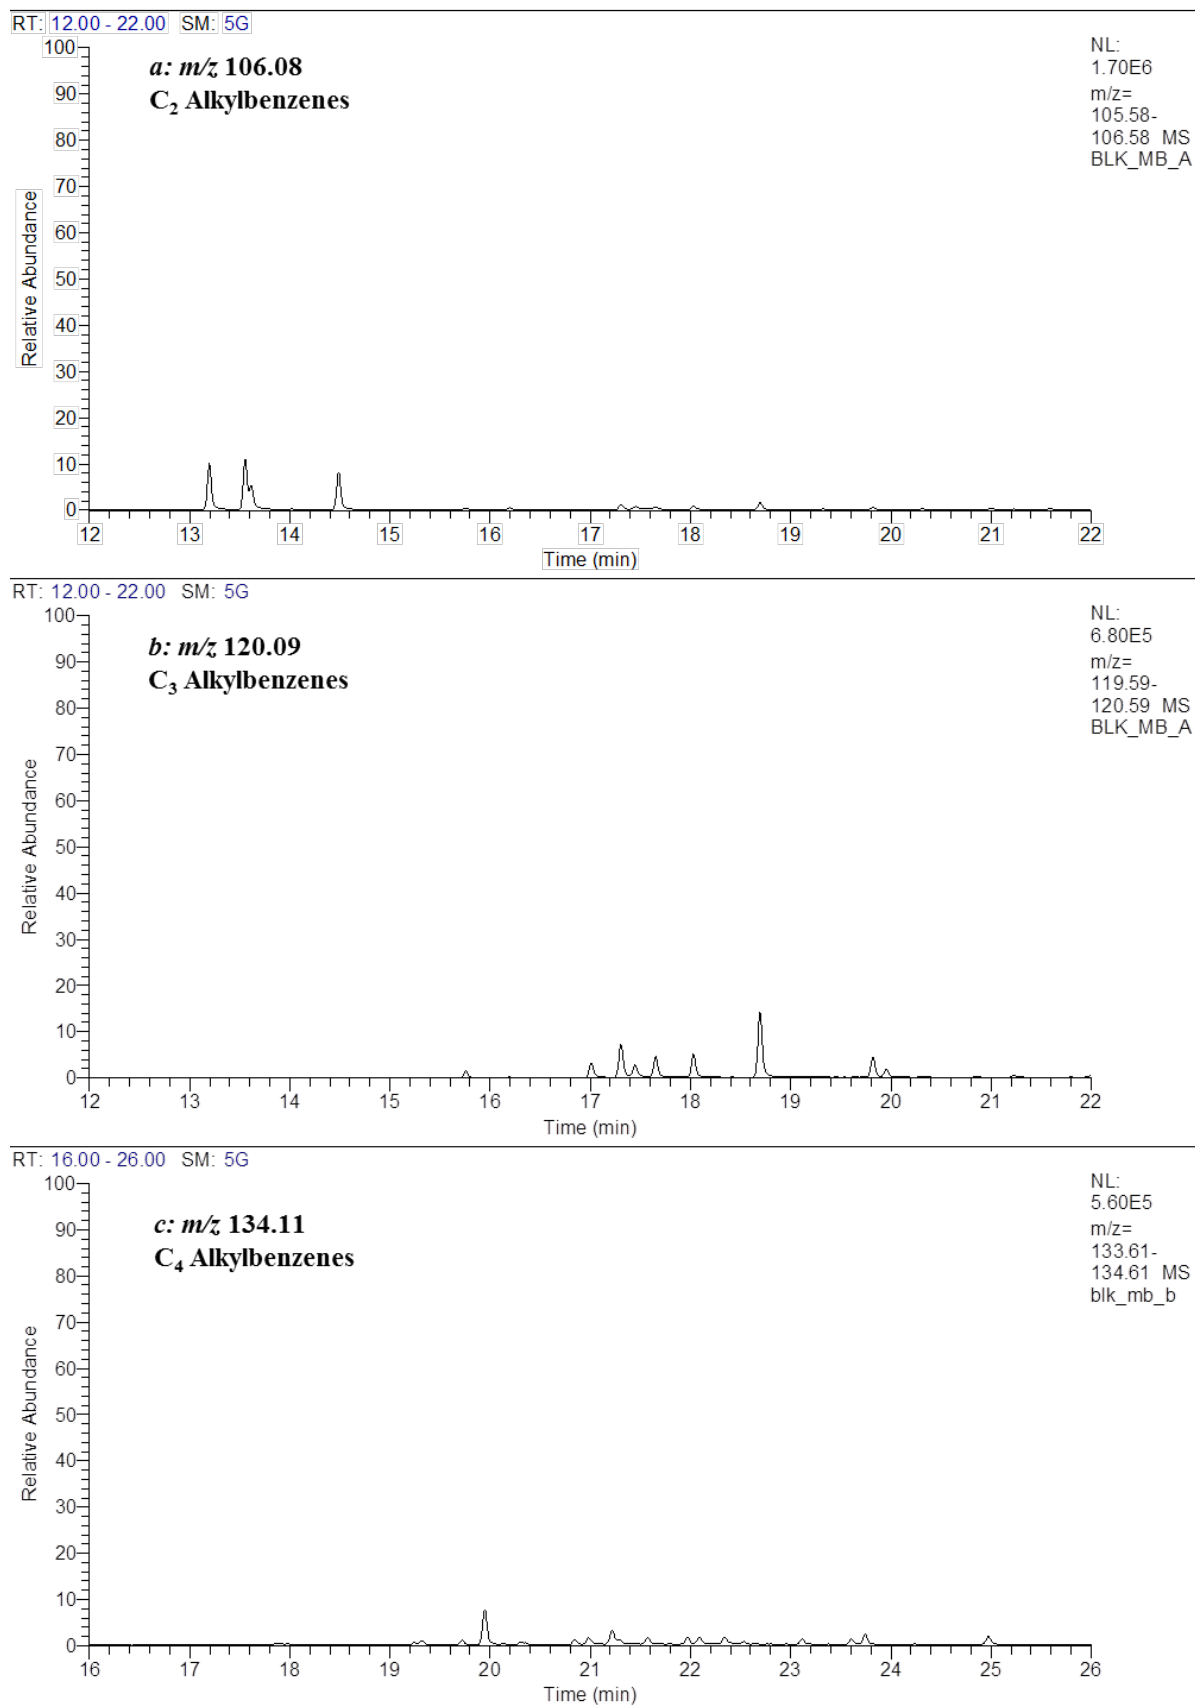 RT: 12.00 - 22.00 SM: 5G
100
90
80
70
60
50
40
30
20
10
0
Relative Abundance
a: m/z 106.08
C₂ Alkylbenzenes
NL:
1.70E6
m/z=
105.58-
106.58 MS
BLK_MB_A
12 13 14 15 16 17 18 19 20 21 22
Time (min)
RT: 12.00 - 22.00 SM: 5G
100
90
80
70
60
50
40
30
20
10
0
Relative Abundance
b: m/z 120.09
C₃ Alkylbenzenes
NL:
6.80E5
m/z=
119.59-
120.59 MS
BLK_MB_A
12 13 14 15 16 17 18 19 20 21 22
Time (min)
RT: 16.00 - 26.00 SM: 5G
100
90
80
70
60
50
40
30
20
10
0
Relative Abundance
c: m/z 134.11
C₄ Alkylbenzenes
NL:
5.60E5
m/z=
133.61-
134.61 MS
blk_mb_b
16 17 18 19 20 21 22 23 24 25 26
Time (min)